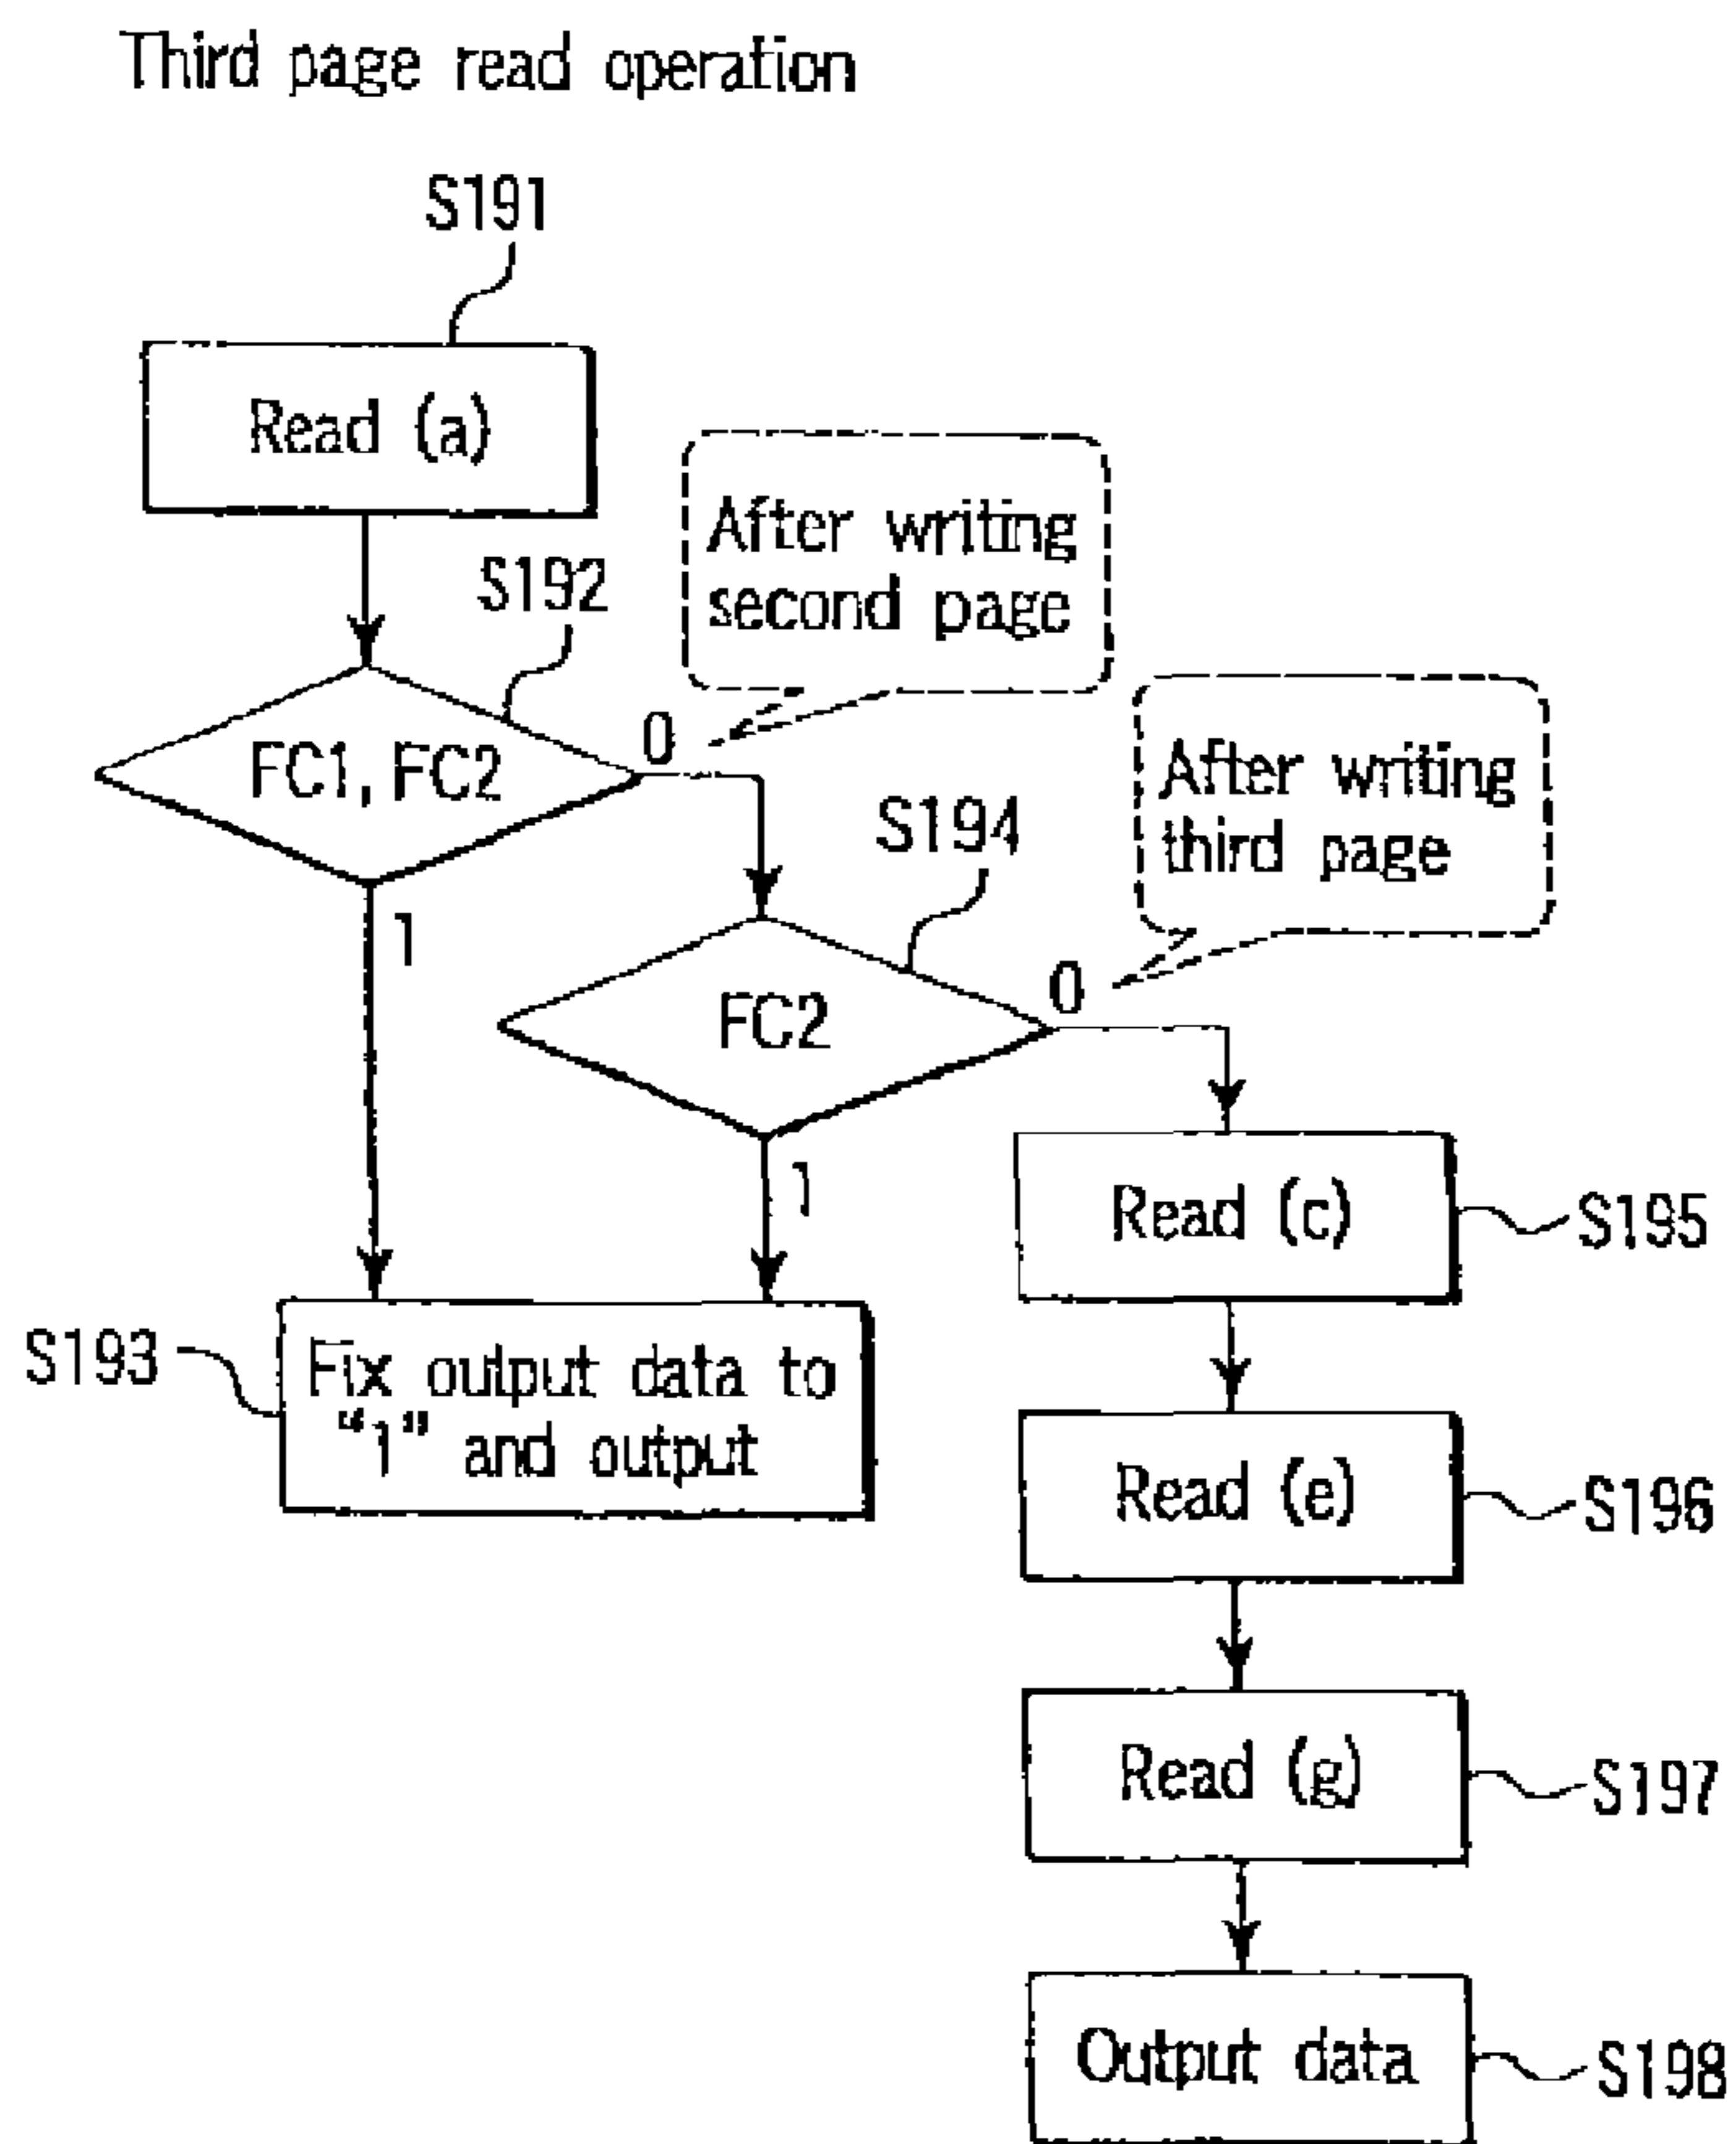 Third page read operation
S191
Read (a)
After writing
second page
S192
0
FC1, FC2
After writing
third page
S194
1
0
FC2
1
Read (c)
S195
S193
Fix output data to
“1” and output
Read (e)
S196
Read (g)
S197
Output data
S198